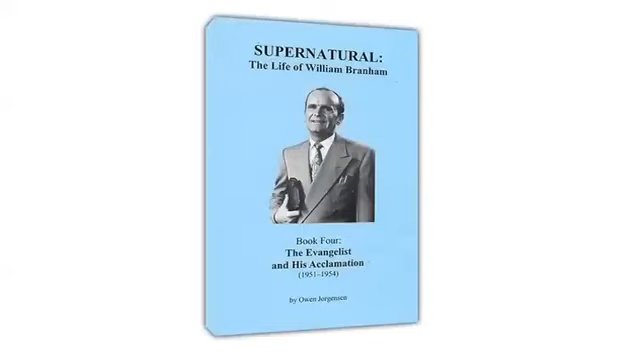 SUPERNATURAL:
The Life of William Branham
Book Four:
The Evangelist
and His Acclamation
(1951–1954)
by Owen Jorgensen